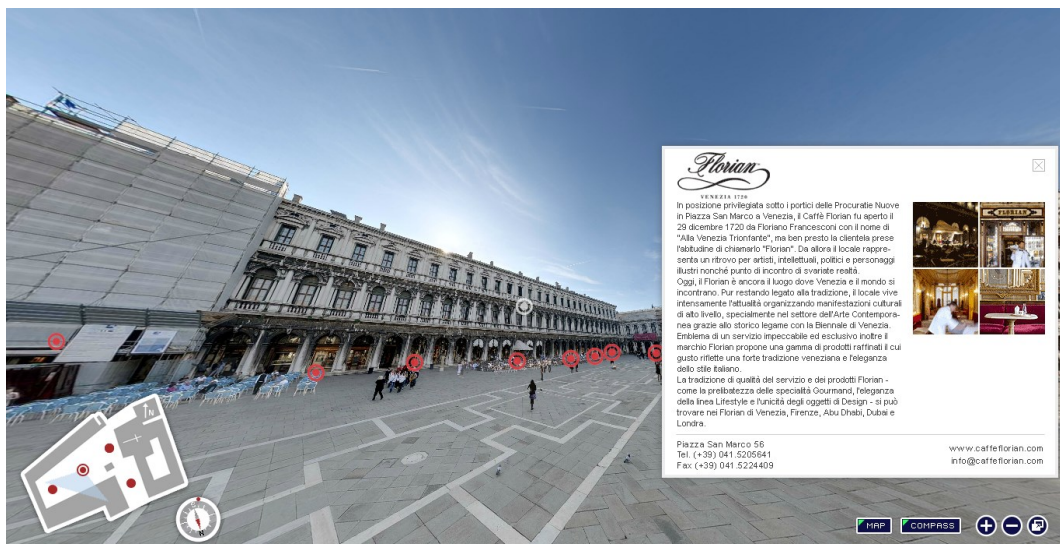 Florian
VENEZIA 1720
In posizione privilegiata sotto i portici delle Procuratie Nuove
in Piazza San Marco a Venezia, il Caffè Florian fu aperto il
29 dicembre 1720 da Floriano Francesconi con il nome di
"Alla Venezia Trionfante", ma ben presto la clientela prese
l'abitudine di chiamarlo "Florian". Da allora il locale rappre-
senta un ritrovo per artisti, intellettuali, politici e personaggi
illustri nonché punto di incontro di svariate realtà.
Oggi, il Florian è ancora il luogo dove Venezia e il mondo si
incontrano. Pur restando legato alla tradizione, il locale vive
intensamente l'attualità organizzando manifestazioni culturali
di alto livello, specialmente nel settore dell'Arte Contempora-
nea grazie allo storico legame con la Biennale di Venezia.
Emblema di un servizio impeccabile ed esclusivo inoltre il
marchio Florian propone une gamma di prodotti raffinati il cui
gusto riflette una forte tradizione veneziana e l'eleganza
dello stile italiano.
La tradizione di qualità del servizio e dei prodotti Florian -
come la prelibatezza delle specialità Gourmand, l'eleganza
della linea Lifestyle e l'unicità degli oggetti di Design - si può
trovare nei Florian di Venezia, Firenze, Abu Dhabi, Dubai e
Londra.
Piazza San Marco 56
Tel. (+39) 041.5205641
Fax (+39) 041.5224409
www.caffeflorian.com
info@caffeflorian.com
FLORIAN
N
N
MAP
COMPASS